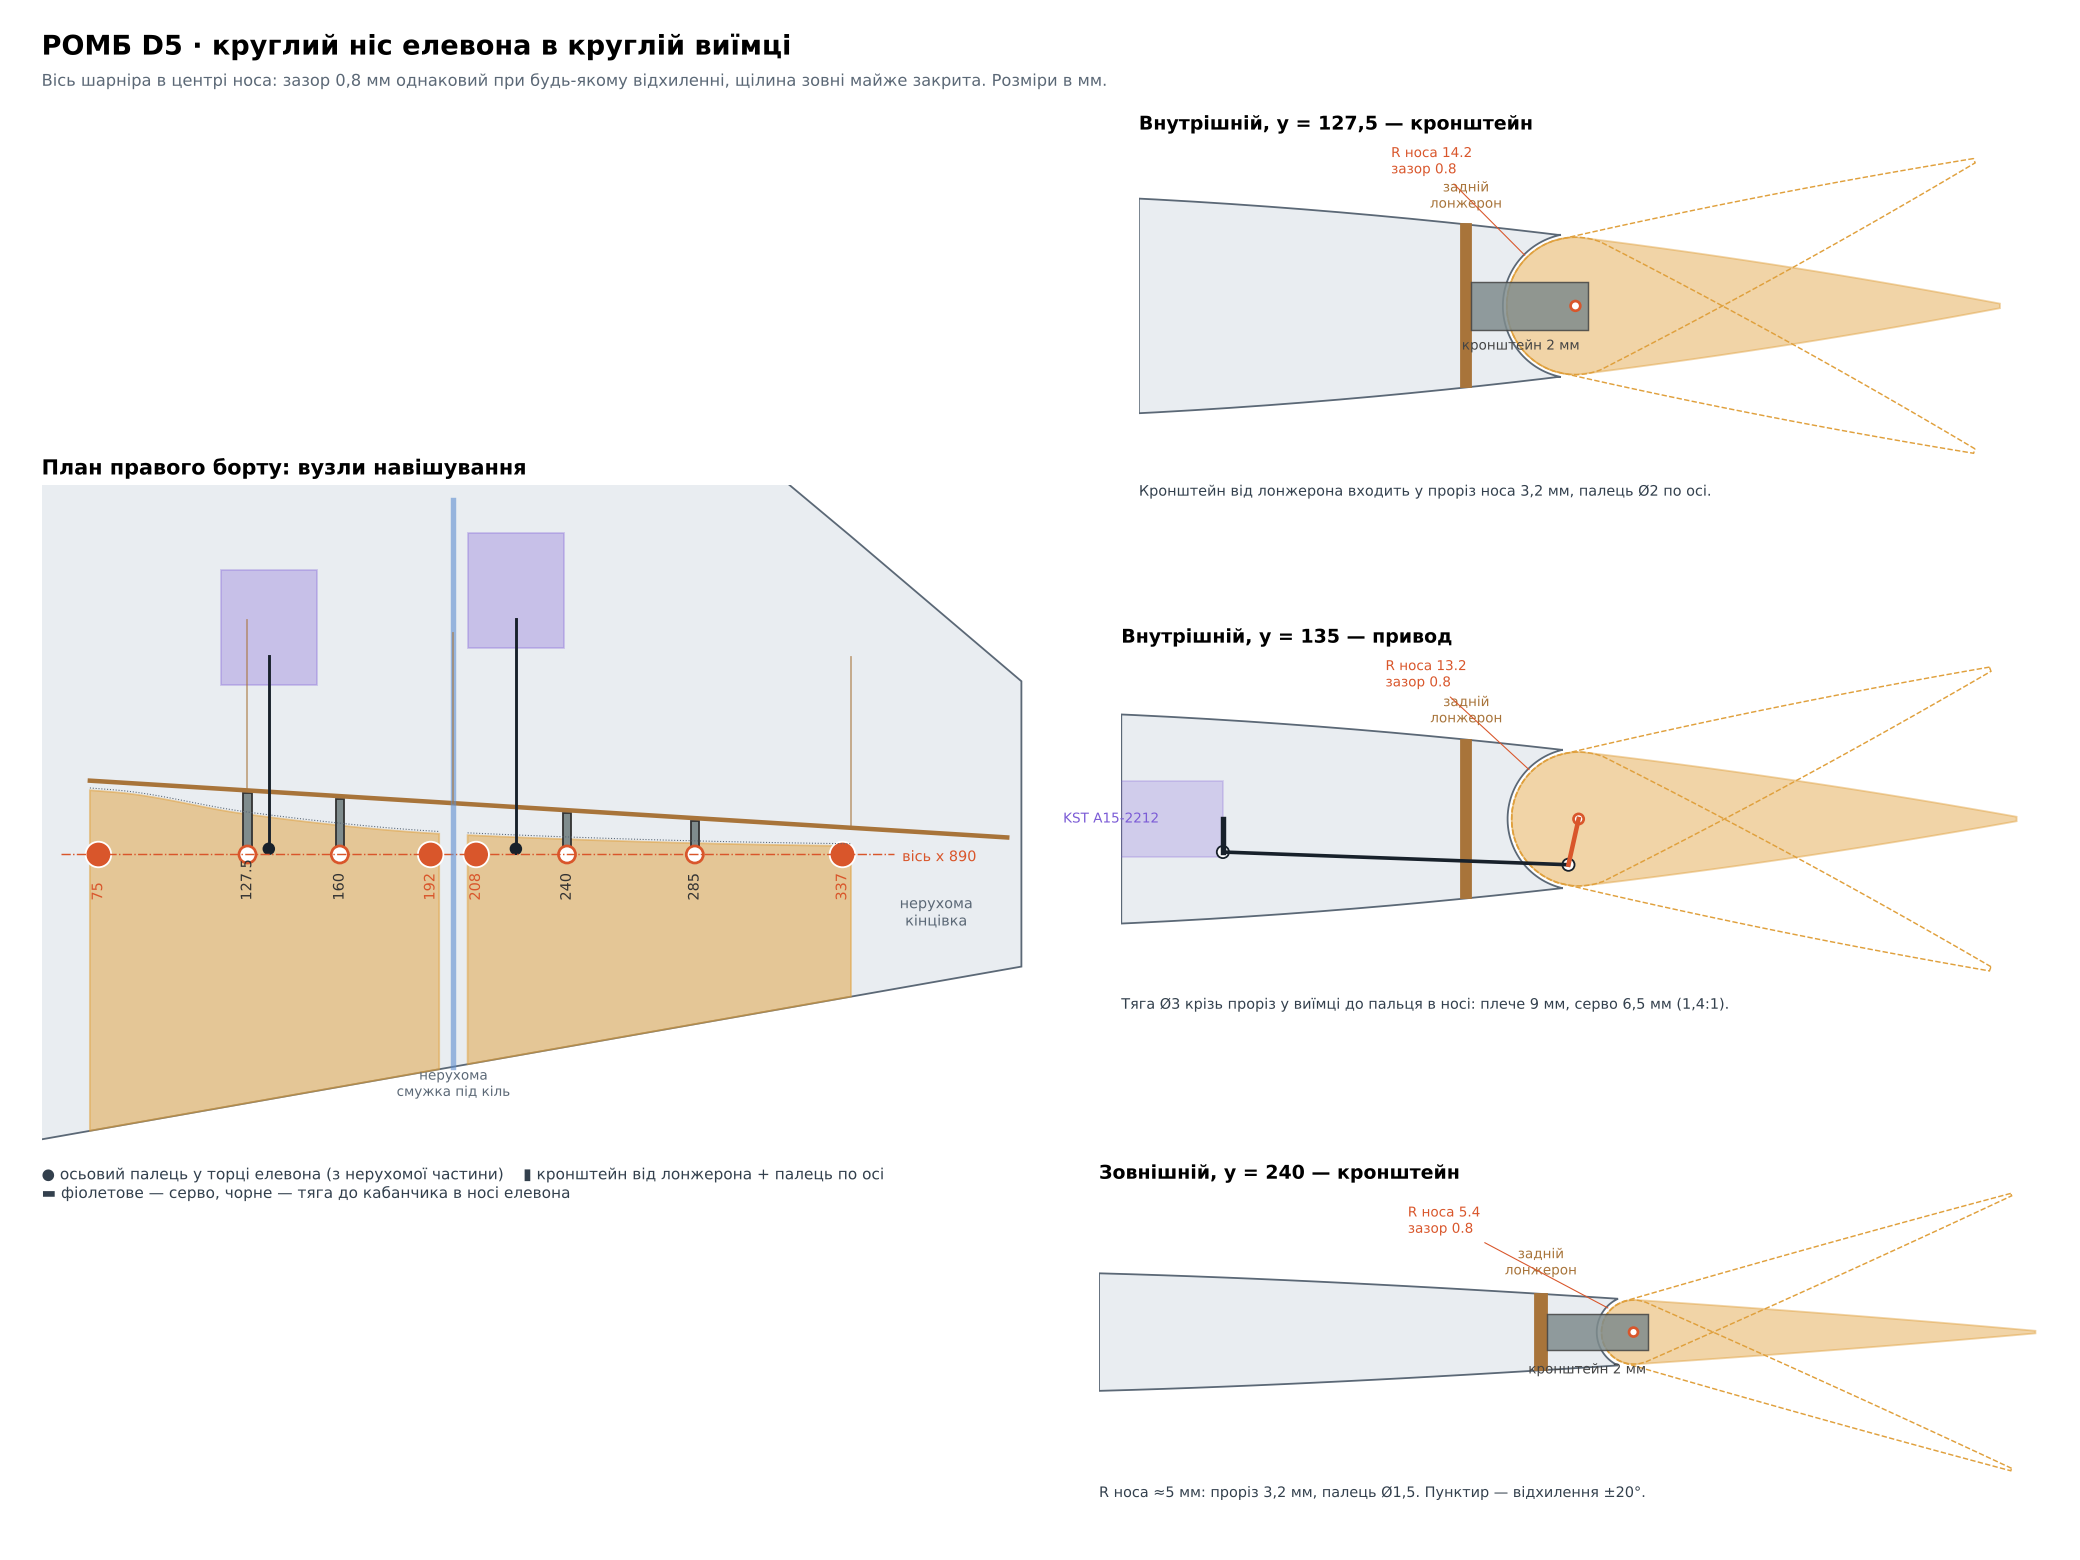 РОМБ D5 · круглий ніс елевона в круглій виїмці
Вісь шарніра в центрі носа: зазор 0,8 мм однаковий при будь-якому відхиленні, щілина зовні майже закрита. Розміри в мм.
Внутрішній, y = 127,5 — кронштейн
R носа 14.2
зазор 0.8
задній
лонжерон
кронштейн 2 мм
Кронштейн від лонжерона входить у проріз носа 3,2 мм, палець Ø2 по осі.
План правого борту: вузли навішування
вісь x 890
75
127.5
160
192
208
240
285
337
нерухома
кінцівка
нерухома
смужка під кіль
● осьовий палець у торці елевона (з нерухомої частини) ▮ кронштейн від лонжерона + палець по осі
▬ фіолетове — серво, чорне — тяга до кабанчика в носі елевона
Внутрішній, y = 135 — привод
R носа 13.2
зазор 0.8
задній
лонжерон
KST A15-2212
Тяга Ø3 крізь проріз у виїмці до пальця в носі: плече 9 мм, серво 6,5 мм (1,4:1).
Зовнішній, y = 240 — кронштейн
R носа 5.4
зазор 0.8
задній
лонжерон
кронштейн 2 мм
R носа ≈5 мм: проріз 3,2 мм, палець Ø1,5. Пунктир — відхилення ±20°.